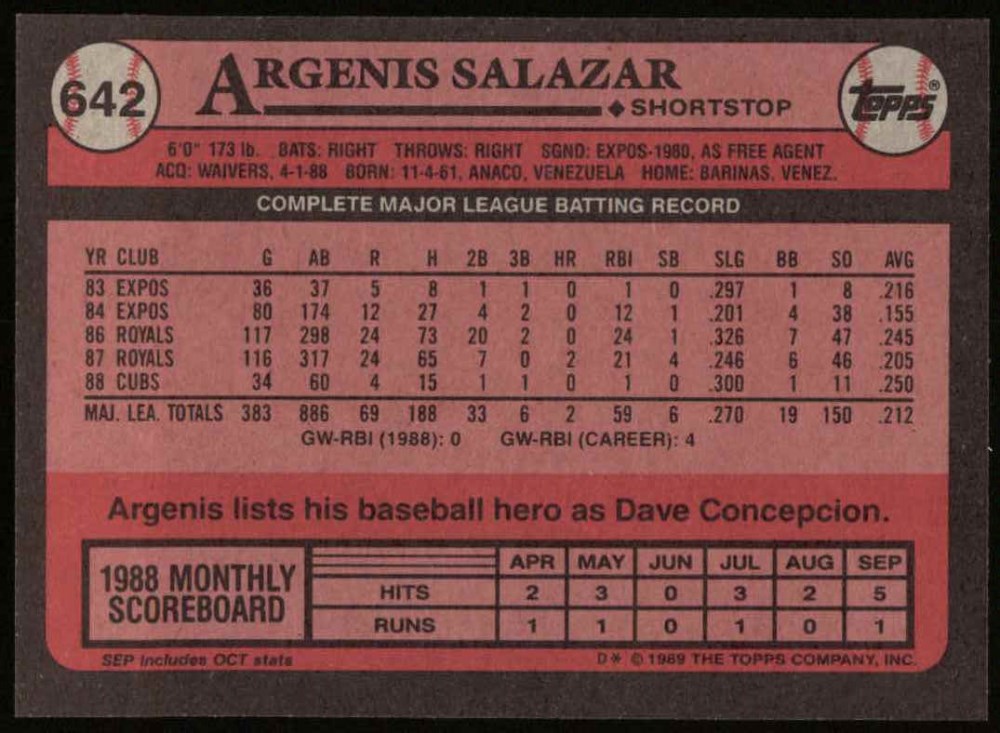 642 ARGENIS SALAZAR
SHORTSTOP
Topps®
6'0" 173 lb. BATS: RIGHT THROWS: RIGHT SGND: EXPOS-1980, AS FREE AGENT
ACQ: WAIVERS, 4-1-88 BORN: 11-4-61, ANACO, VENEZUELA HOME: BARINAS, VENEZ.
COMPLETE MAJOR LEAGUE BATTING RECORD
YR CLUB G AB R H 2B 3B HR RBI SB SLG BB SO AVG
83 EXPOS 36 37 5 8 1 1 0 1 0 .297 1 8 .216
84 EXPOS 80 174 12 27 4 2 0 12 1 .201 4 38 .155
86 ROYALS 117 298 24 73 20 2 0 24 1 .326 7 47 .245
87 ROYALS 116 317 24 65 7 0 2 21 4 .246 6 46 .205
88 CUBS 34 60 4 15 1 1 0 1 0 .300 1 11 .250
MAJ. LEA. TOTALS 383 886 69 188 33 6 2 59 6 .270 19 150 .212
GW-RBI (1988): 0 GW-RBI (CAREER): 4
Argenis lists his baseball hero as Dave Concepcion.
1988 MONTHLY
SCOREBOARD
APR MAY JUN JUL AUG SEP
HITS 2 3 0 3 2 5
RUNS 1 1 0 1 0 1
SEP includes OCT stats
D* © 1989 THE TOPPS COMPANY, INC.